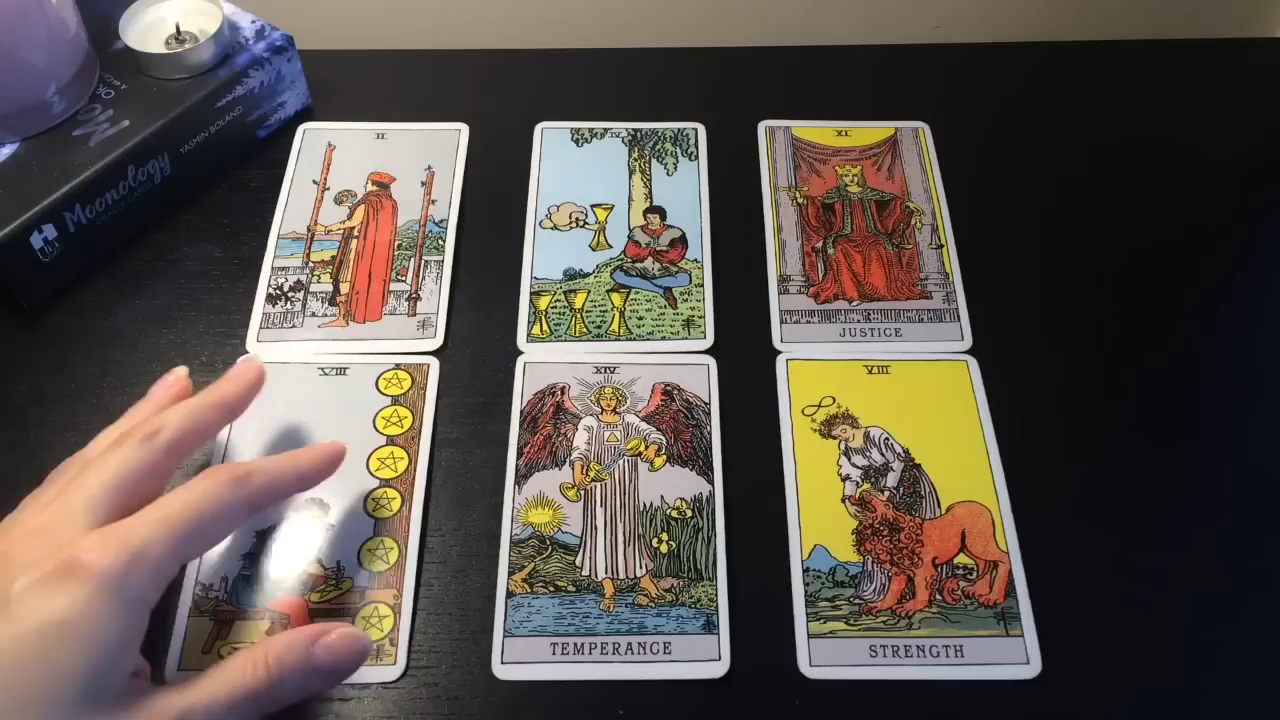 Moonology
YASMIN BOLAND
II
IV
XI
JUSTICE
VIII
XIV
TEMPERANCE
VIII
STRENGTH